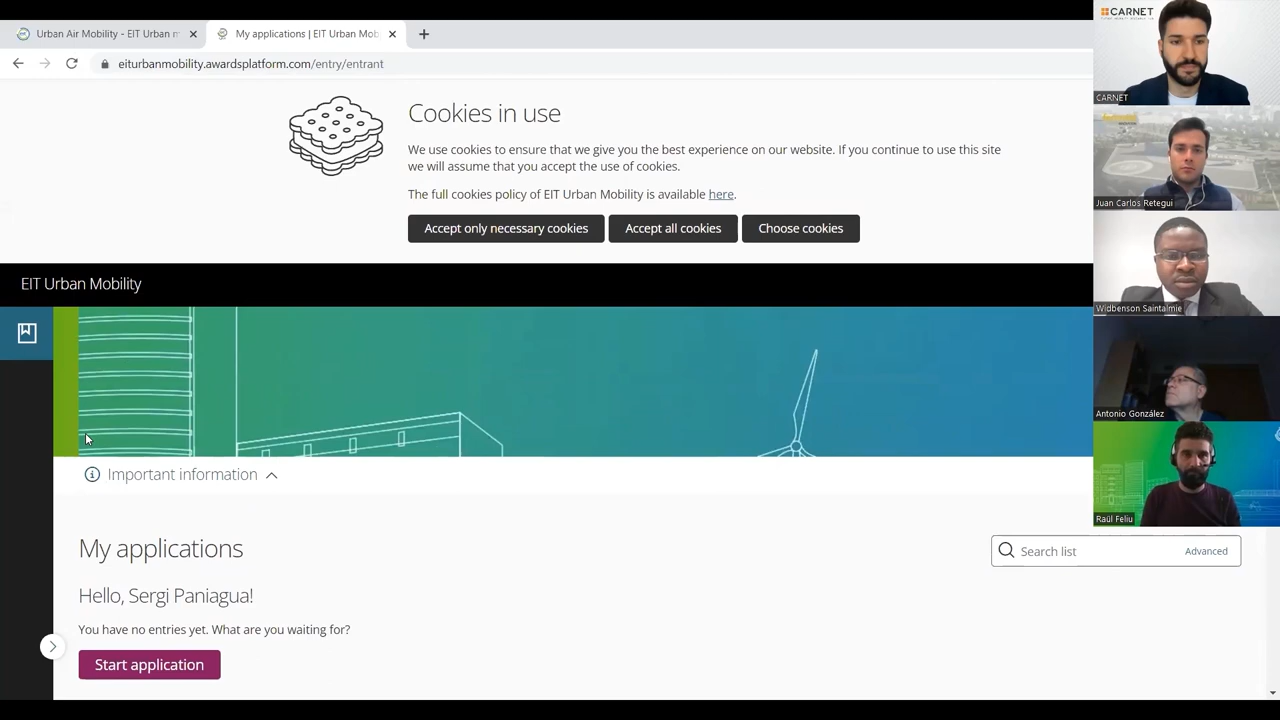 Urban Air Mobility - EIT Urban m
My applications | EIT Urban Mob
eiturbanmobility.awardsplatform.com/entry/entrant
Cookies in use
We use cookies to ensure that we give you the best experience on our website. If you continue to use this site
we will assume that you accept the use of cookies.
The full cookies policy of EIT Urban Mobility is available here.
Accept only necessary cookies
Accept all cookies
Choose cookies
EIT Urban Mobility
Important information
My applications
Search list
Advanced
Hello, Sergi Paniagua!
You have no entries yet. What are you waiting for?
Start application
CARNET
CARNET
Juan Carlos Retegui
Widbenson Saintalmie
Antonio González
Raúl Feliu